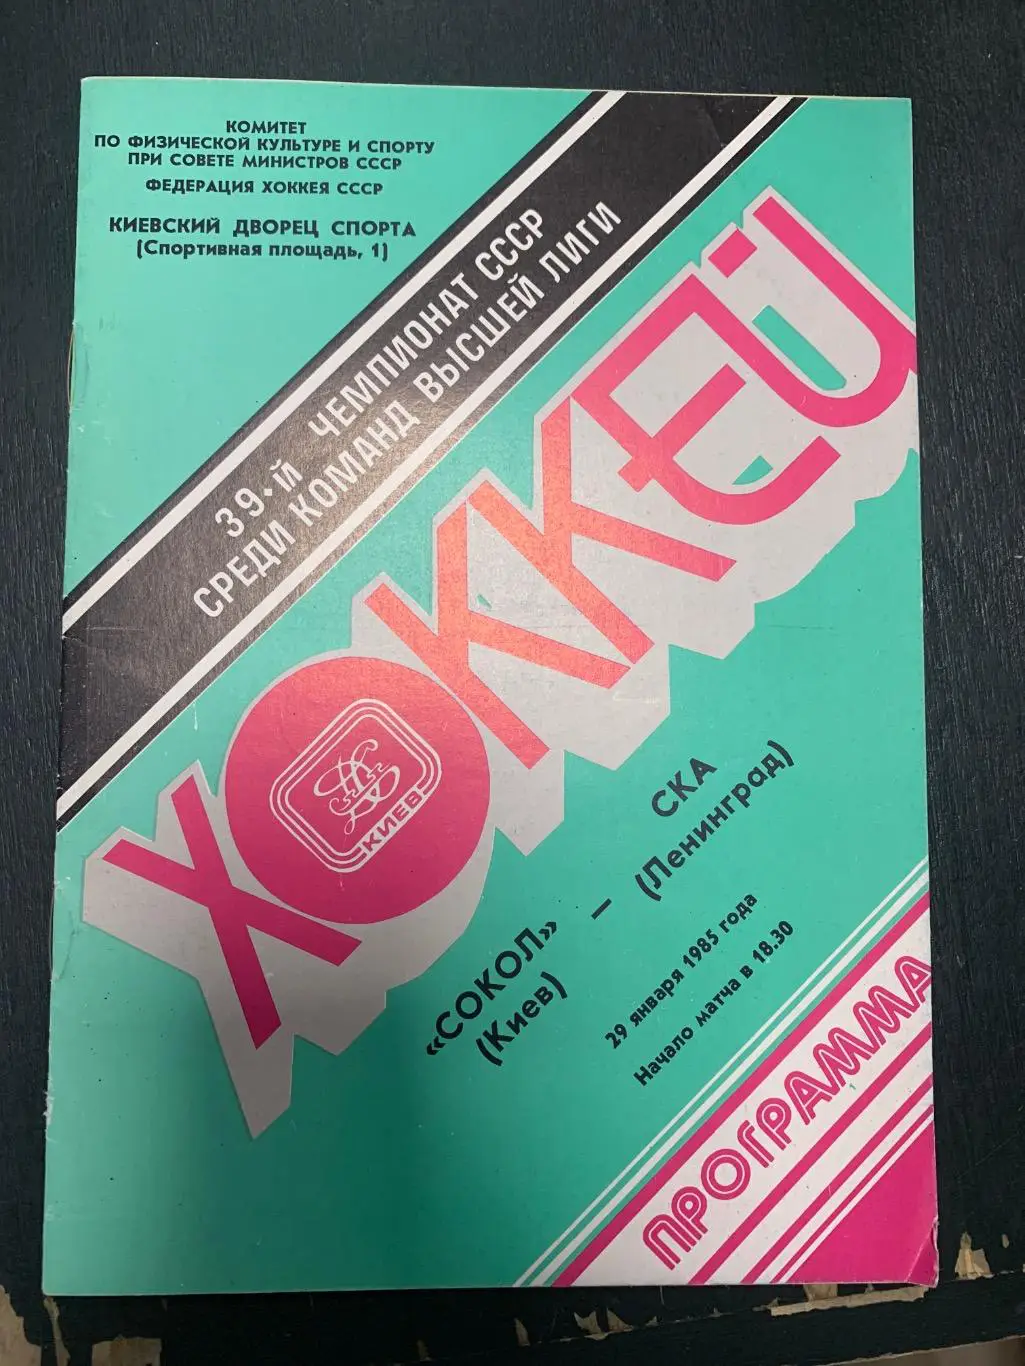 КОМИТЕТ
ПО ФИЗИЧЕСКОЙ КУЛЬТУРЕ И СПОРТУ
ПРИ СОВЕТЕ МИНИСТРОВ СССР
ФЕДЕРАЦИЯ ХОККЕЯ СССР
КИЕВСКИЙ ДВОРЕЦ СПОРТА
(Спортивная площадь, 1)
39-й ЧЕМПИОНАТ СССР
СРЕДИ КОМАНД ВЫСШЕЙ ЛИГИ
ХОККЕЙ
КИЕВ
«СОКОЛ» — СКА
(Киев) (Ленинград)
29 января 1985 года
Начало матча в 18.30
ПРОГРАММА